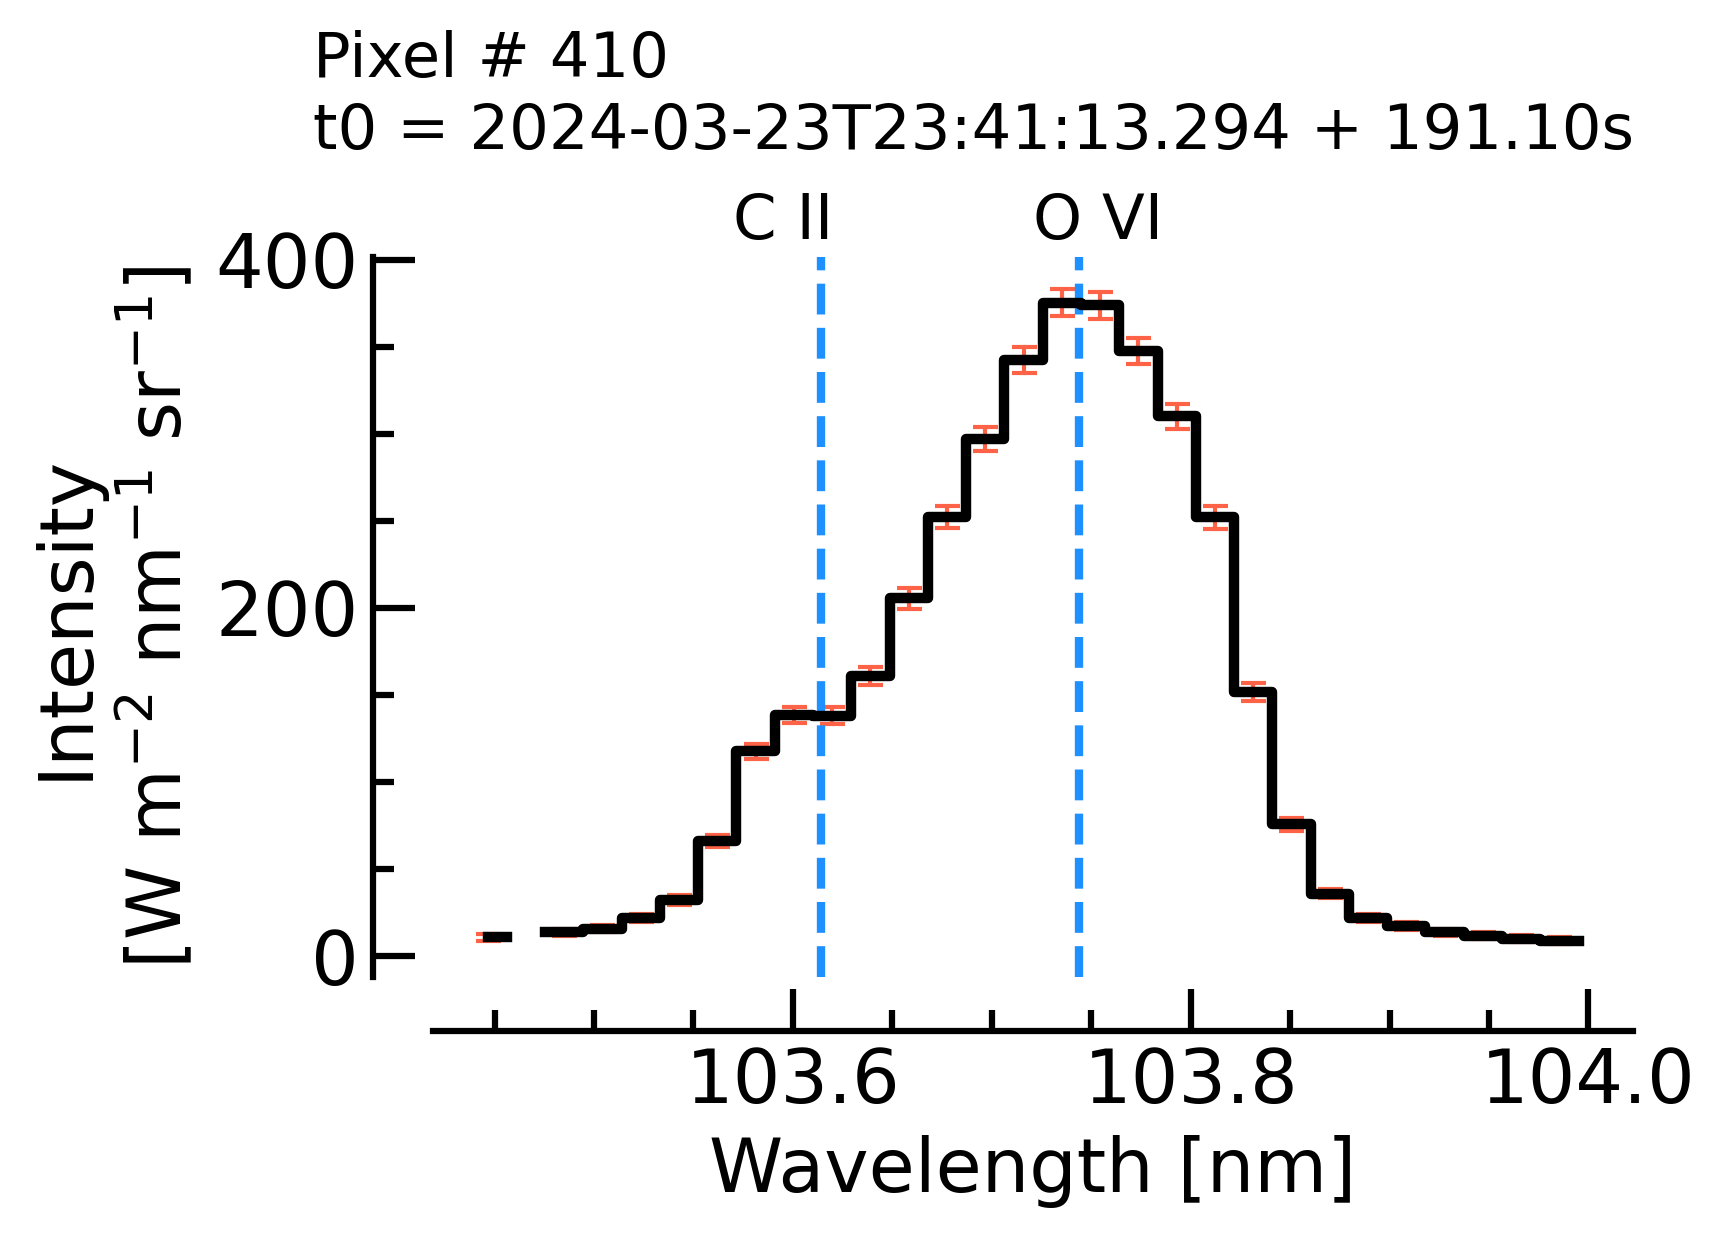 Pixel # 410
t0 = 2024-03-23T23:41:13.294 + 191.10s
C II O VI
400
200
0
Intensity
[W m⁻² nm⁻¹ sr⁻¹]
103.6 103.8 104.0
Wavelength [nm]